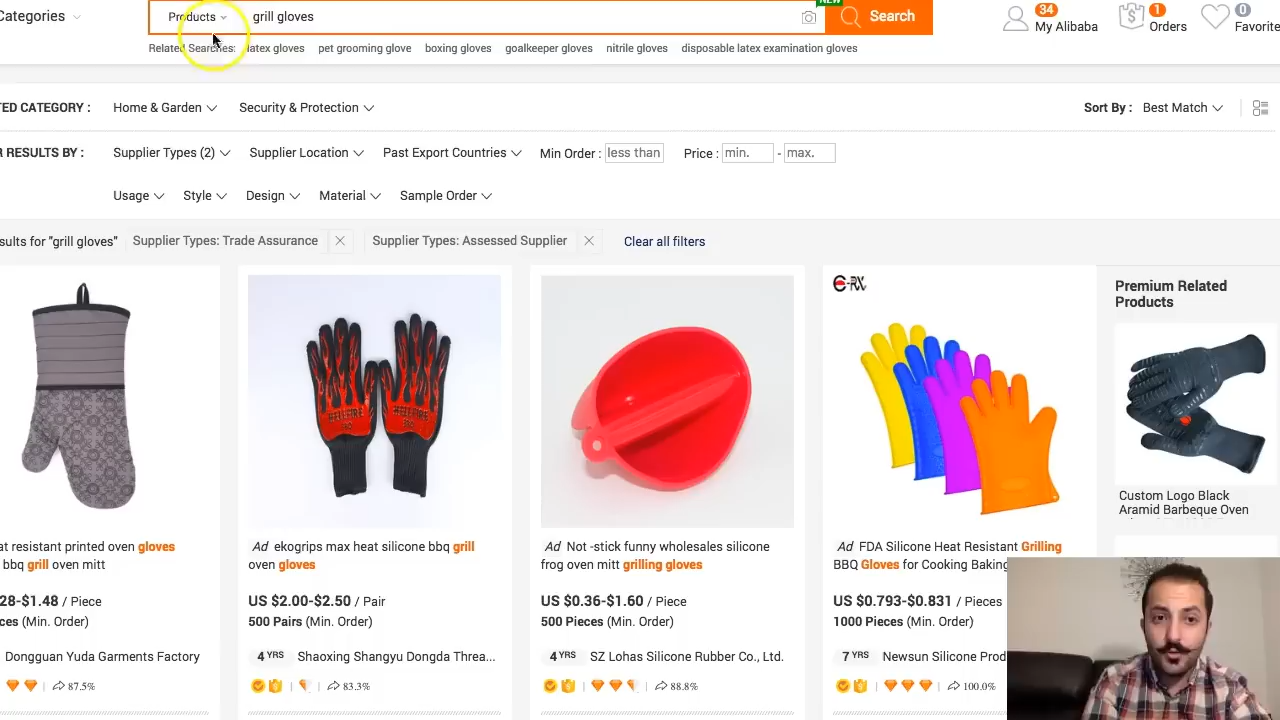 Categories
Products
grill gloves
NEW
Search
34
My Alibaba
1
Orders
0
Favorite
Related Searches: latex gloves pet grooming glove boxing gloves goalkeeper gloves nitrile gloves disposable latex examination gloves
TED CATEGORY : Home & Garden Security & Protection
Sort By : Best Match
R RESULTS BY : Supplier Types (2) Supplier Location Past Export Countries Min Order : less than Price : min. - max.
Usage Style Design Material Sample Order
sults for "grill gloves" Supplier Types: Trade Assurance Supplier Types: Assessed Supplier Clear all filters
at resistant printed oven gloves
bbq grill oven mitt
28-$1.48 / Piece
ces (Min. Order)
Dongguan Yuda Garments Factory
87.5%
HELLFIRE HELLFIRE
Ad ekogrips max heat silicone bbq grill
oven gloves
US $2.00-$2.50 / Pair
500 Pairs (Min. Order)
4 YRS Shaoxing Shangyu Dongda Threa...
83.3%
Ad Not -stick funny wholesales silicone
frog oven mitt grilling gloves
US $0.36-$1.60 / Piece
500 Pieces (Min. Order)
4 YRS SZ Lohas Silicone Rubber Co., Ltd.
88.8%
Ad FDA Silicone Heat Resistant Grilling
BBQ Gloves for Cooking Baking
US $0.793-$0.831 / Pieces
1000 Pieces (Min. Order)
7 YRS Newsun Silicone Prod
100.0%
Premium Related
Products
Custom Logo Black
Aramid Barbeque Oven